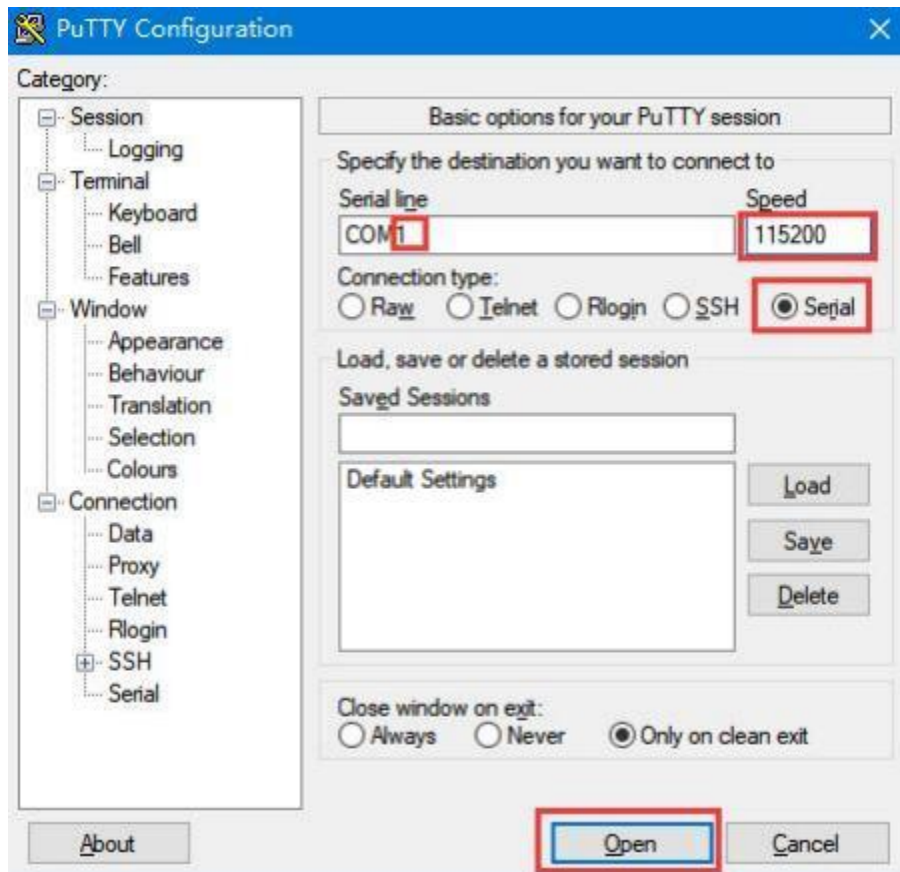 PuTTY Configuration
Category:
Session
Logging
Terminal
Keyboard
Bell
Features
Window
Appearance
Behaviour
Translation
Selection
Colours
Connection
Data
Proxy
Telnet
Rlogin
SSH
Serial
Basic options for your PuTTY session
Specify the destination you want to connect to
Serial line Speed
COM1 115200
Connection type:
Raw Telnet Rlogin SSH Serial
Load, save or delete a stored session
Saved Sessions
Default Settings
Load
Save
Delete
Close window on exit:
Always Never Only on clean exit
About Open Cancel